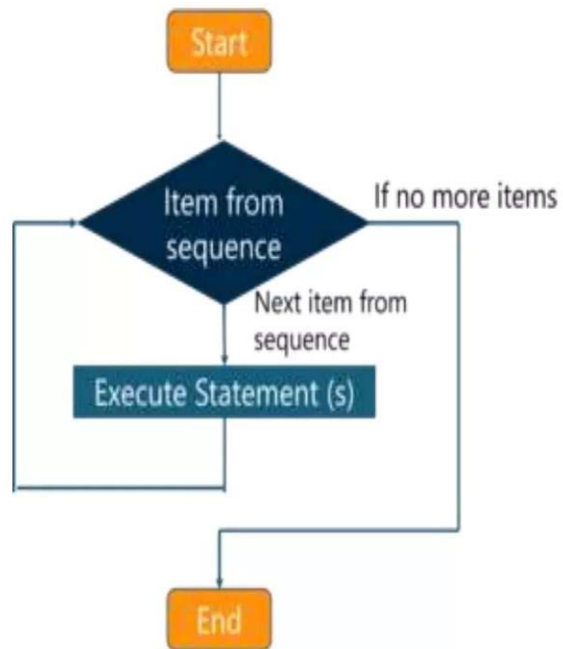 Start
Item from
sequence
If no more items
Next item from
sequence
Execute Statement (s)
End